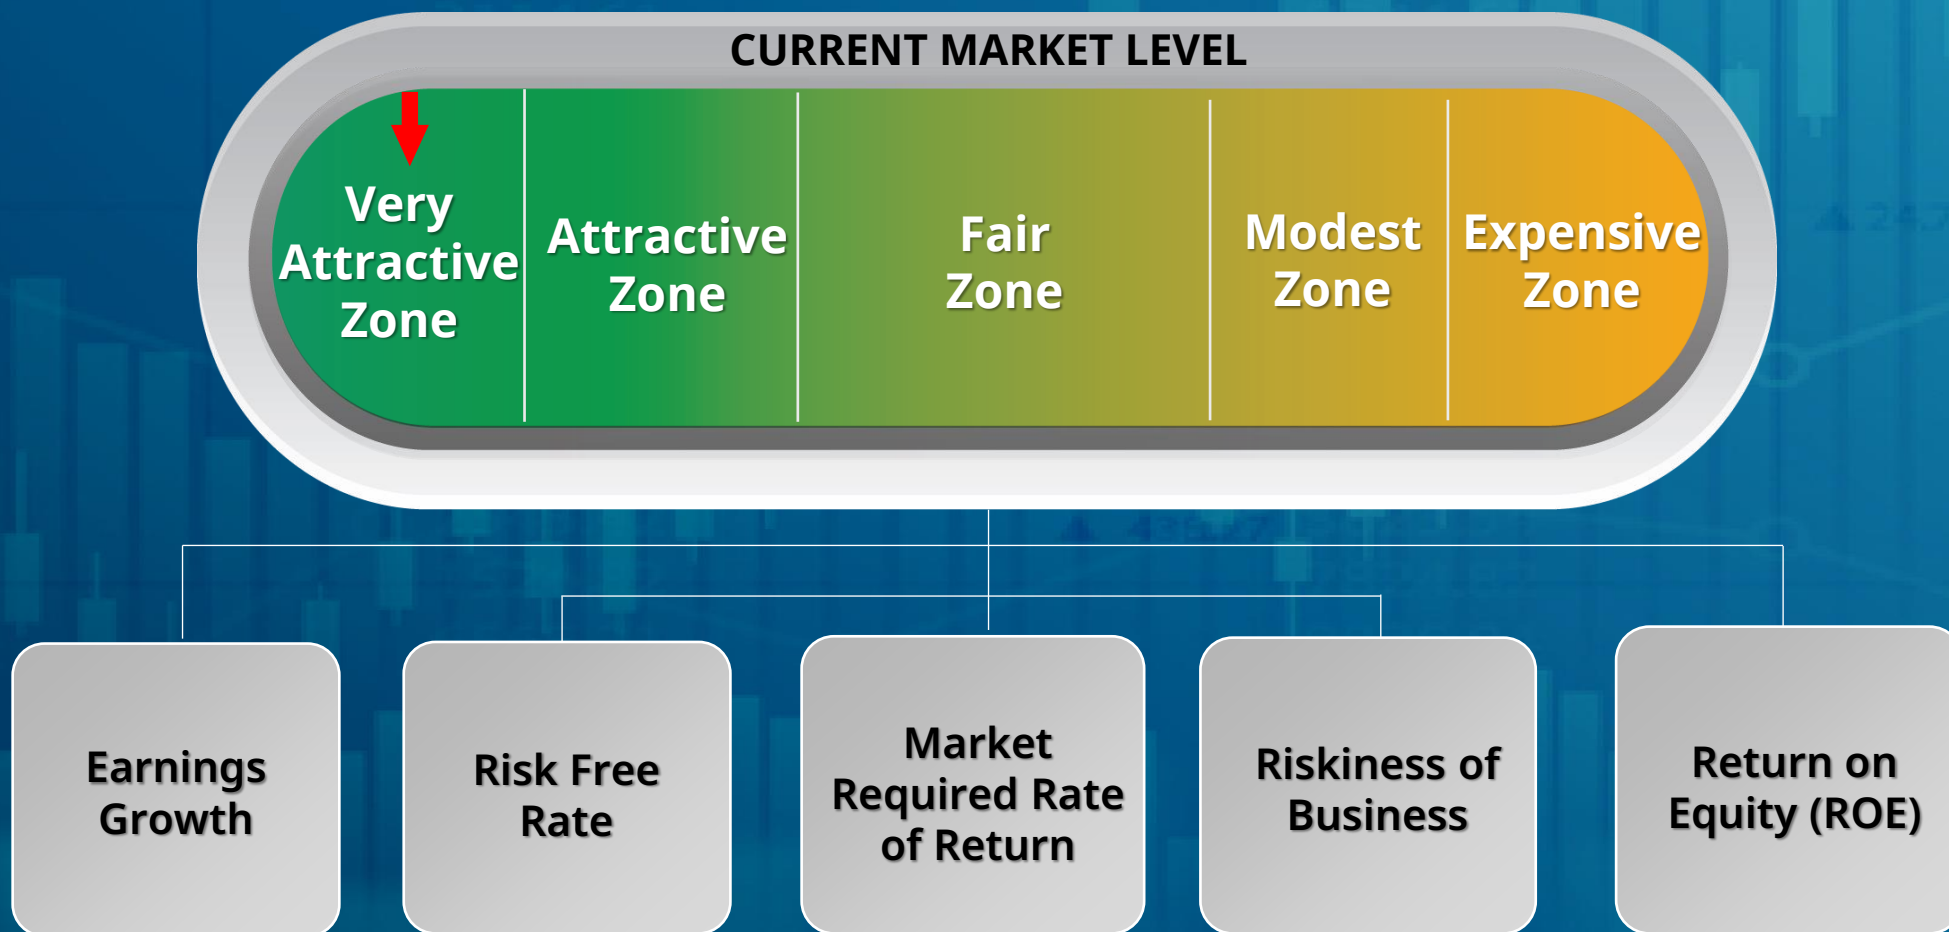 CURRENT MARKET LEVEL
Very
Attractive
Zone
Attractive
Zone
Fair
Zone
Modest
Zone
Expensive
Zone
Earnings
Growth
Risk Free
Rate
Market
Required Rate
of Return
Riskiness of
Business
Return on
Equity (ROE)